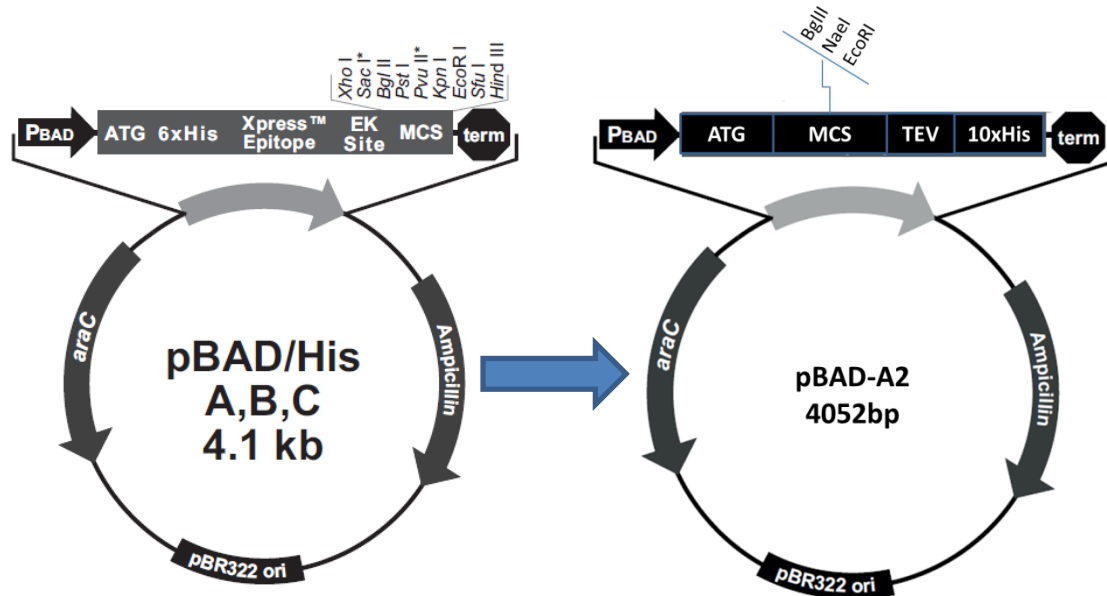 Xho I
Sac I*
Bgl II
Pst I
Pvu II*
Kpn I
EcoR I
Sfu I
Hind III
PBAD
ATG
6xHis
Xpress™
Epitope
EK
Site
MCS
term
araC
Ampicillin
pBAD/His
A,B,C
4.1 kb
pBR322 ori
BglII
NaeI
EcoRI
PBAD
ATG
MCS
TEV
10xHis
term
araC
Ampicillin
pBAD-A2
4052bp
pBR322 ori